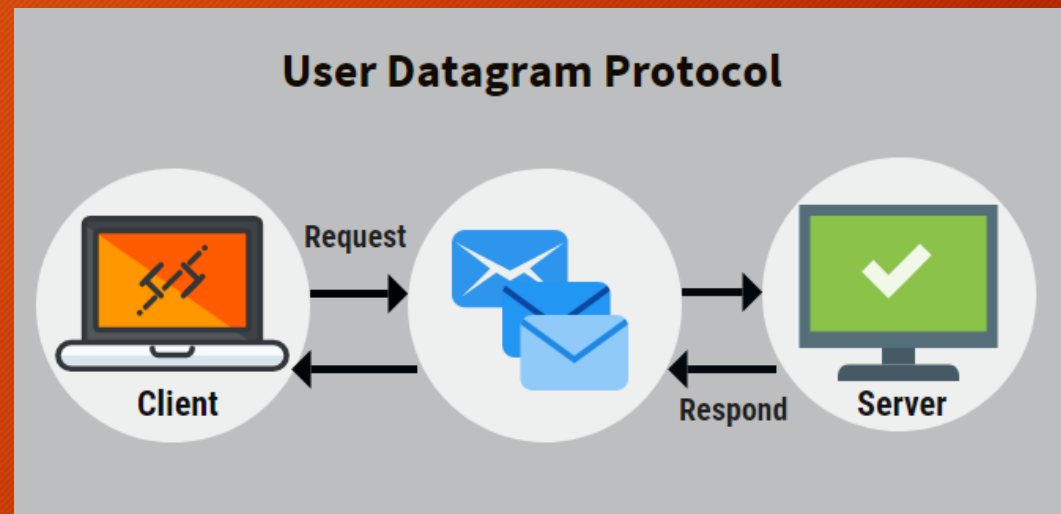 User Datagram Protocol
Request
Client
Respond
Server